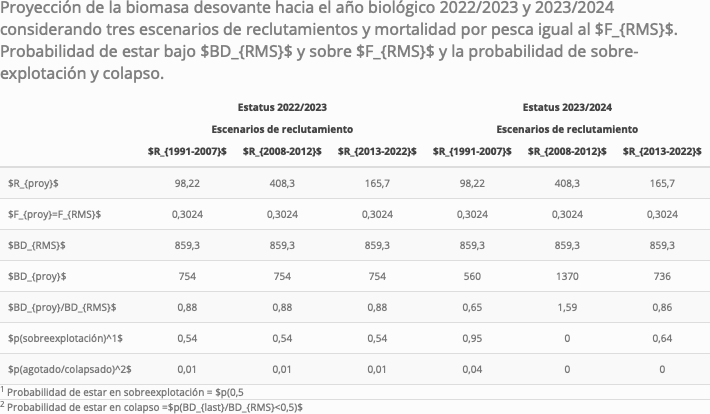 Proyección de la biomasa desovante hacia el año biológico 2022/2023 y 2023/2024
considerando tres escenarios de reclutamientos y mortalidad por pesca igual al $F_{RMS}$.
Probabilidad de estar bajo $BD_{RMS}$ y sobre $F_{RMS}$ y la probabilidad de sobre-
explotación y colapso.
Estatus 2022/2023 Estatus 2023/2024
Escenarios de reclutamiento Escenarios de reclutamiento
$R_{1991-2007}$ $R_{2008-2012}$ $R_{2013-2022}$ $R_{1991-2007}$ $R_{2008-2012}$ $R_{2013-2022}$
$R_{proy}$ 98,22 408,3 165,7 98,22 408,3 165,7
$F_{proy}=F_{RMS}$ 0,3024 0,3024 0,3024 0,3024 0,3024 0,3024
$BD_{RMS}$ 859,3 859,3 859,3 859,3 859,3 859,3
$BD_{proy}$ 754 754 754 560 1370 736
$BD_{proy}/BD_{RMS}$ 0,88 0,88 0,88 0,65 1,59 0,86
$p(sobreexplotación)^1$ 0,54 0,54 0,54 0,95 0 0,64
$p(agotado/colapsado)^2$ 0,01 0,01 0,01 0,04 0 0
1 Probabilidad de estar en sobreexplotación = $p(0,5
2 Probabilidad de estar en colapso =$p(BD_{last}/BD_{RMS}<0,5)$